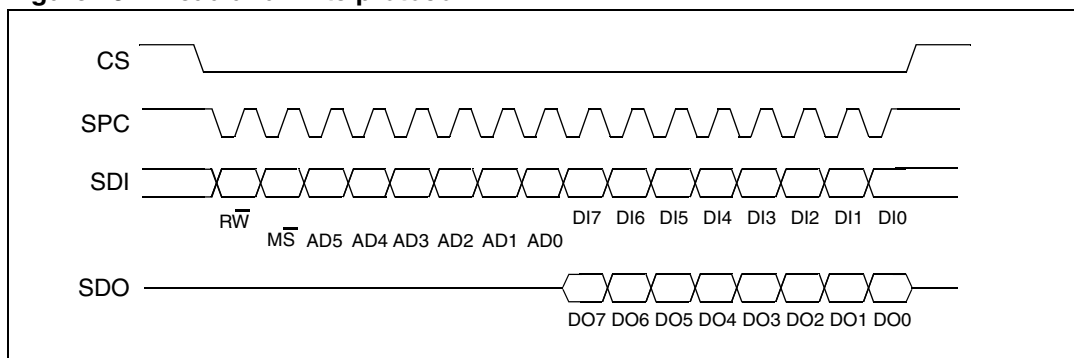 CS
SPC
SDI
RW DI7 DI6 DI5 DI4 DI3 DI2 DI1 DI0
MS AD5 AD4 AD3 AD2 AD1 AD0
SDO
DO7 DO6 DO5 DO4 DO3 DO2 DO1 DO0